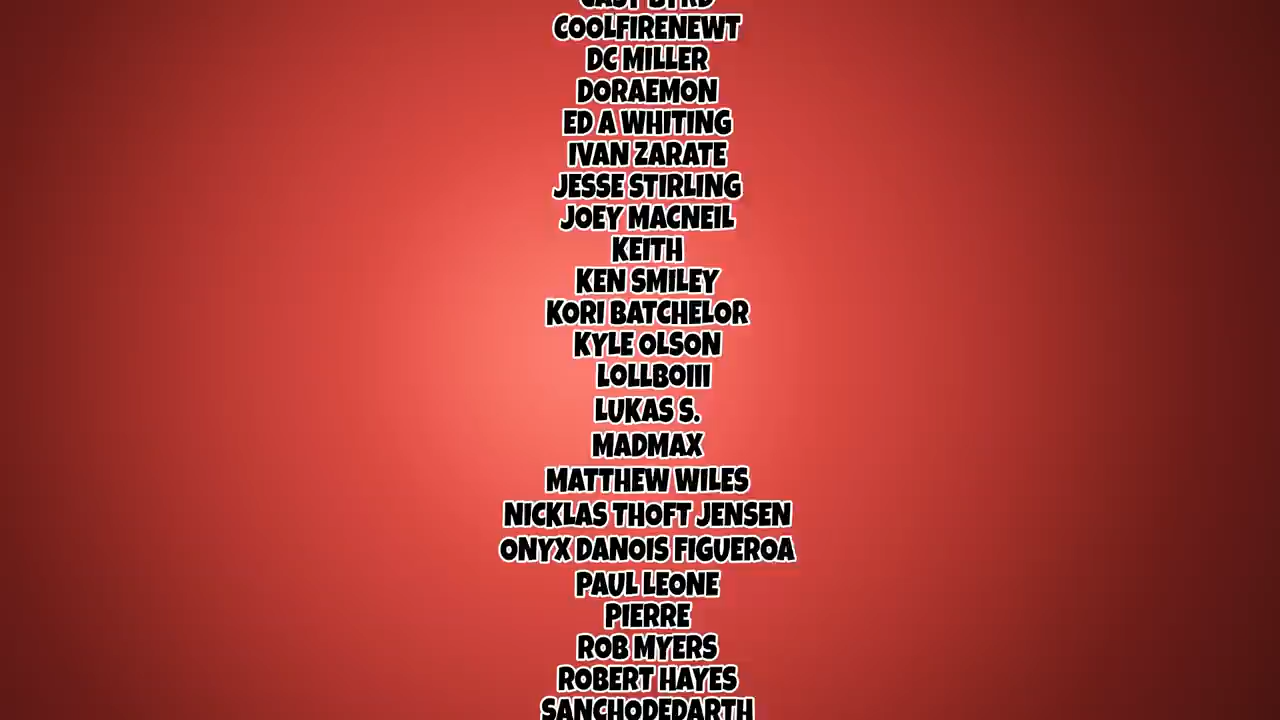 COOLFIRENEWT
DC MILLER
DORAEMON
ED A WHITING
IVAN ZARATE
JESSE STIRLING
JOEY MACNEIL
KEITH
KEN SMILEY
KORI BATCHELOR
KYLE OLSON
LOLLBOIII
LUKAS S.
MADMAX
MATTHEW WILES
NICKLAS THOFT JENSEN
ONYX DANOIS FIGUEROA
PAUL LEONE
PIERRE
ROB MYERS
ROBERT HAYES
SANCHODEDARTH